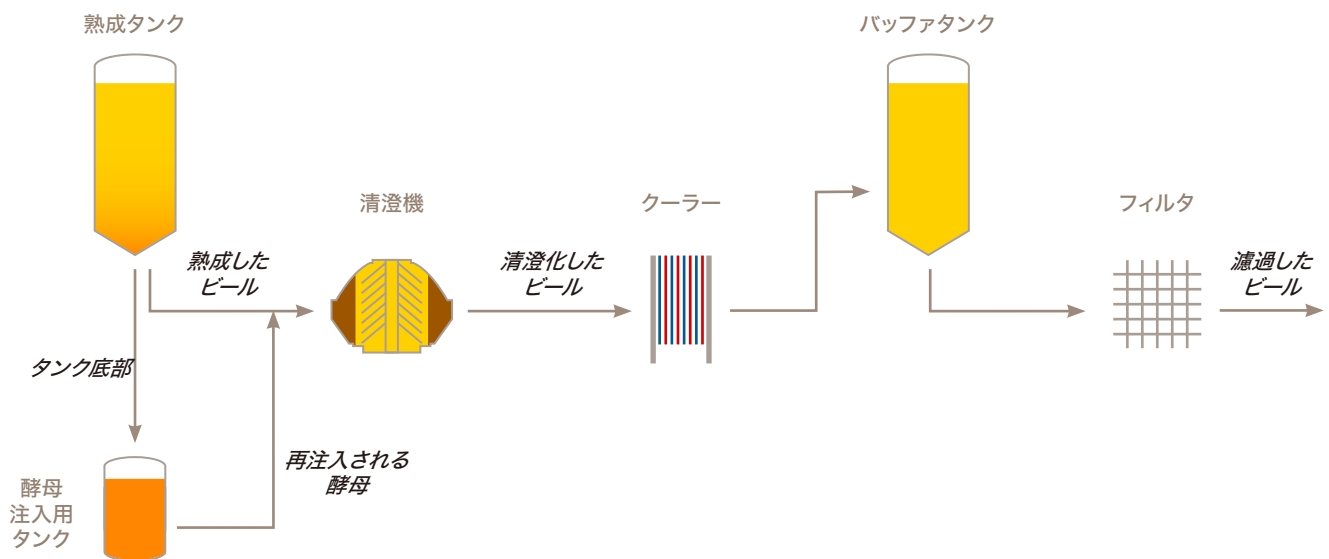 熟成タンク
バッファタンク
清澄機
クーラー
フィルタ
熟成した
ビール
清澄化した
ビール
濾過した
ビール
タンク底部
再注入される
酵母
酵母
注入用
タンク